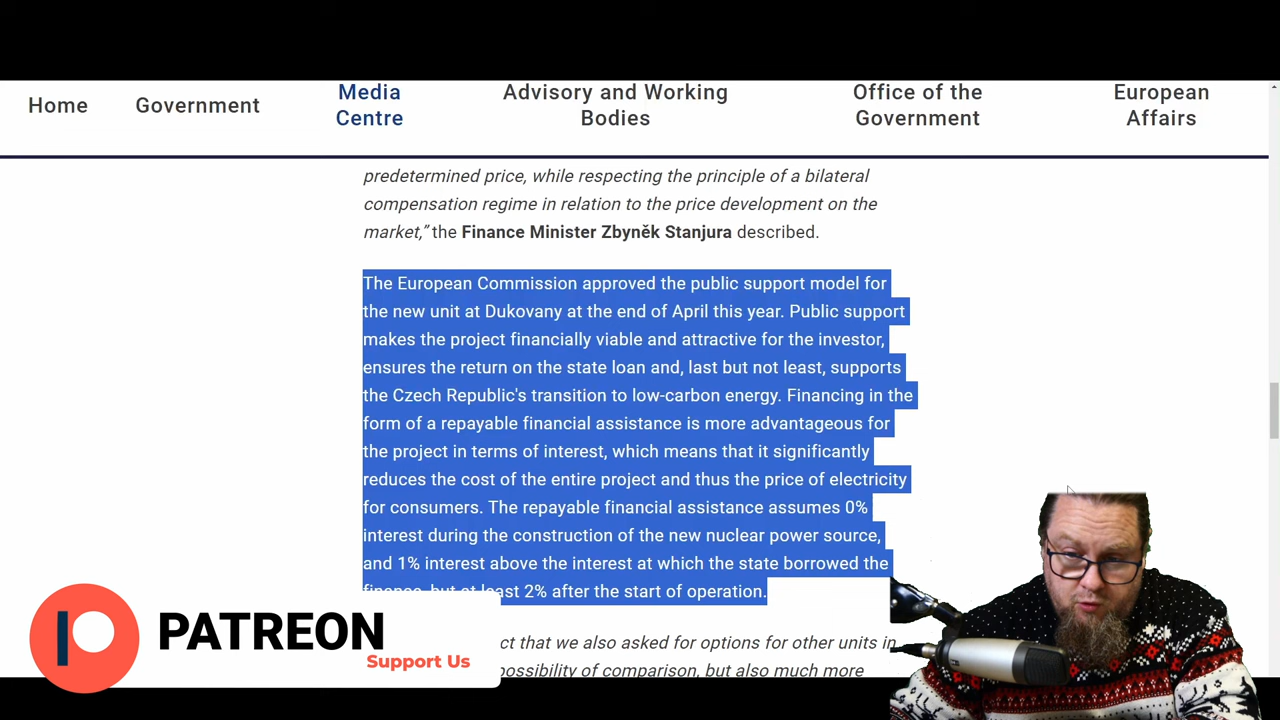 Home
Government
Media
Centre
Advisory and Working
Bodies
Office of the
Government
European
Affairs
predetermined price, while respecting the principle of a bilateral
compensation regime in relation to the price development on the
market,” the Finance Minister Zbyněk Stanjura described.
The European Commission approved the public support model for
the new unit at Dukovany at the end of April this year. Public support
makes the project financially viable and attractive for the investor,
ensures the return on the state loan and, last but not least, supports
the Czech Republic's transition to low-carbon energy. Financing in the
form of a repayable financial assistance is more advantageous for
the project in terms of interest, which means that it significantly
reduces the cost of the entire project and thus the price of electricity
for consumers. The repayable financial assistance assumes 0%
interest during the construction of the new nuclear power source,
and 1% interest above the interest at which the state borrowed the
finance, but at least 2% after the start of operation.
that we also asked for options for other units in
possibility of comparison, but also much more
PATREON
Support Us